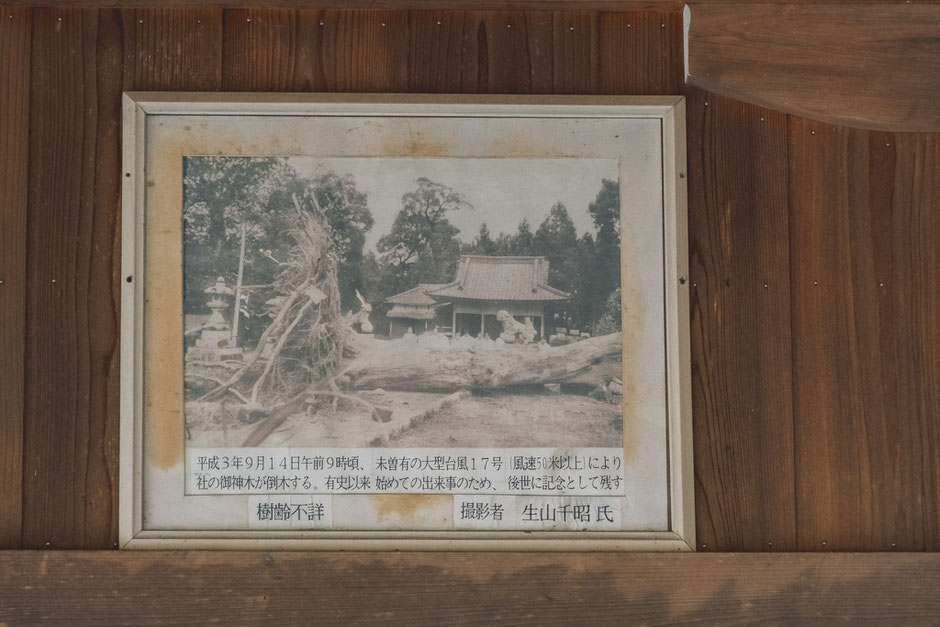 平成３年９月１４日午前９時頃、未曽有の大型台風１７号（風速50米以上）により
社の御神木が倒木する。有史以来 始めての出来事のため、後世に記念として残す
樹齢不詳
撮影者　生山千昭 氏